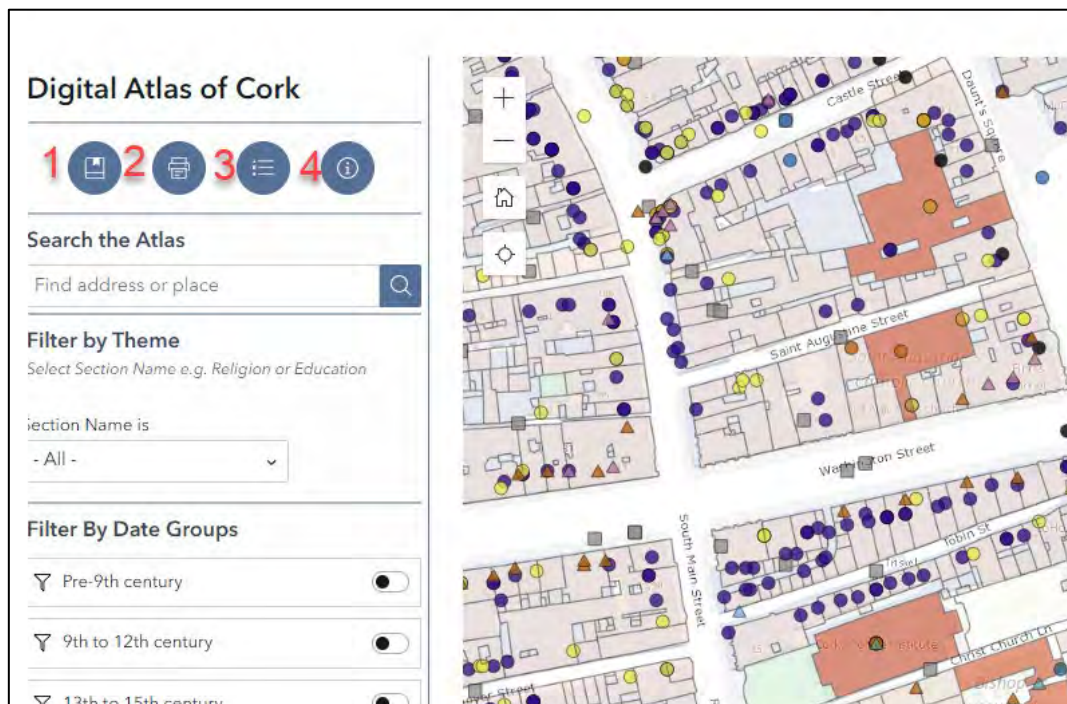 Digital Atlas of Cork
1 2 3 4
Search the Atlas
Find address or place
Filter by Theme
Select Section Name e.g. Religion or Education
Section Name is
- All -
Filter By Date Groups
Pre-9th century
9th to 12th century
13th to 15th century
Castle Street
Daunt's Square
Saint Augustine Street
Washington Street
South Main Street
Tobin St
Christ Church Ln
Bishop
Street